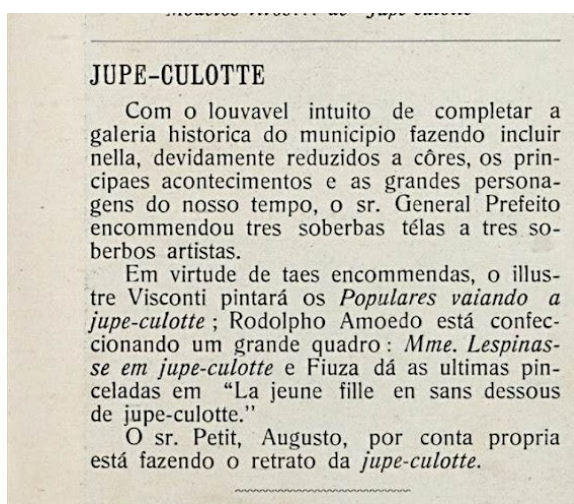 Modelos vivos... de "jupe-culotte"
JUPE-CULOTTE
Com o louvavel intuito de completar a
galeria historica do municipio fazendo incluir
nella, devidamente reduzidos a côres, os prin-
cipaes acontecimentos e as grandes persona-
gens do nosso tempo, o sr. General Prefeito
encommendou tres soberbas télas a tres so-
berbos artistas.
Em virtude de taes encommendas, o illus-
tre Visconti pintará os Populares vaiando a
jupe-culotte ; Rodolpho Amoedo está confec-
cionando um grande quadro : Mme. Lespinas-
se em jupe-culotte e Fiuza dá as ultimas pin-
celadas em “La jeune fille en sans dessous
de jupe-culotte.”
O sr. Petit, Augusto, por conta propria
está fazendo o retrato da jupe-culotte.